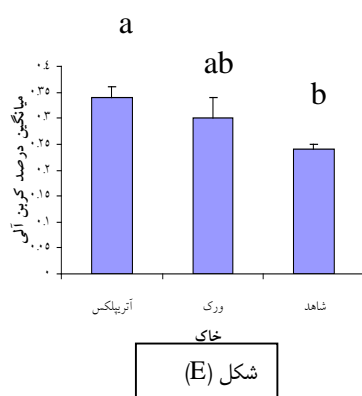 a
ab
b
میانگین درصد کربن آلی
۰.۴
۰.۳۵
۰.۳
۰.۲۵
۰.۲
۰.۱۵
۰.۱
۰.۰۵
۰
آتریپلکس
ورک
شاهد
خاک
شکل (E)